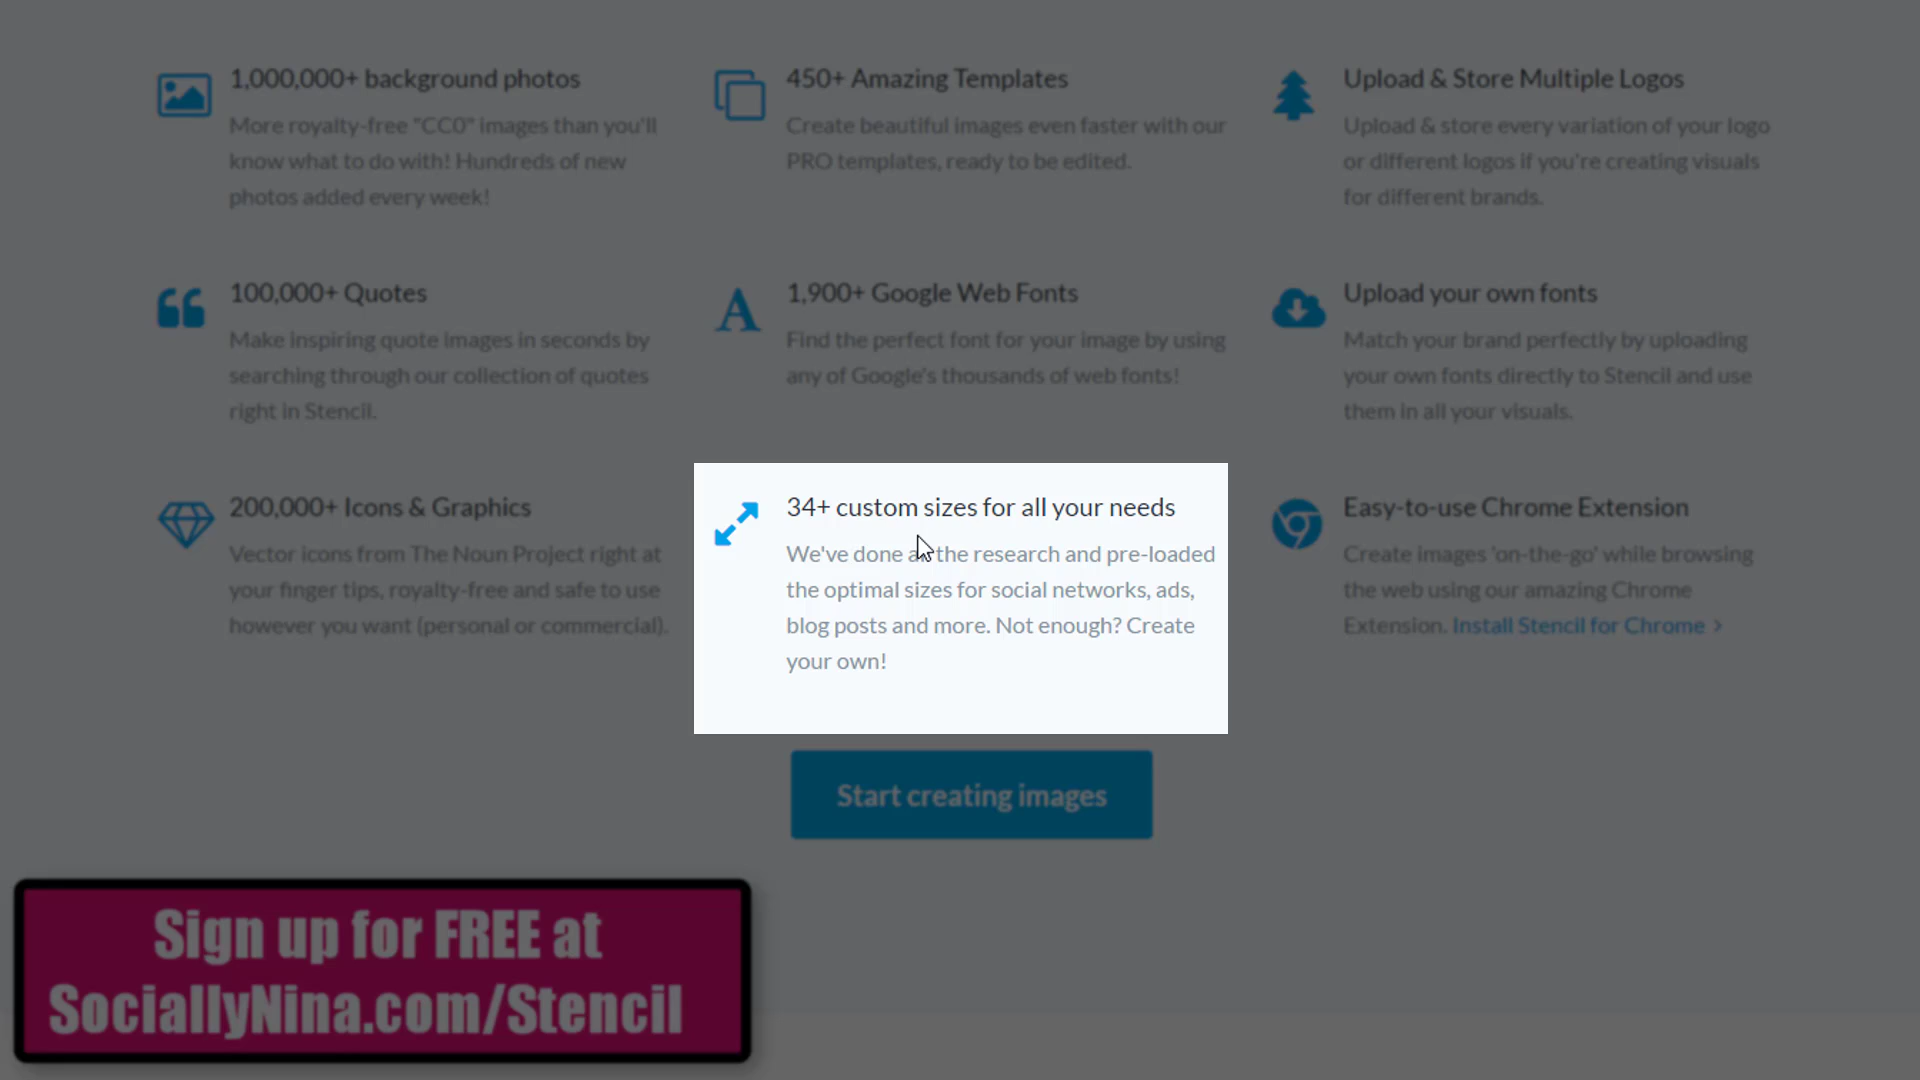 1,000,000+ background photos
More royalty-free "CC0" images than you'll
know what to do with! Hundreds of new
photos added every week!
450+ Amazing Templates
Create beautiful images even faster with our
PRO templates, ready to be edited.
Upload & Store Multiple Logos
Upload & store every variation of your logo
or different logos if you're creating visuals
for different brands.
100,000+ Quotes
Make inspiring quote images in seconds by
searching through our collection of quotes
right in Stencil.
1,900+ Google Web Fonts
Find the perfect font for your image by using
any of Google's thousands of web fonts!
Upload your own fonts
Match your brand perfectly by uploading
your own fonts directly to Stencil and use
them in all your visuals.
200,000+ Icons & Graphics
Vector icons from The Noun Project right at
your finger tips, royalty-free and safe to use
however you want (personal or commercial).
34+ custom sizes for all your needs
We've done all the research and pre-loaded
the optimal sizes for social networks, ads,
blog posts and more. Not enough? Create
your own!
Easy-to-use Chrome Extension
Create images 'on-the-go' while browsing
the web using our amazing Chrome
Extension. Install Stencil for Chrome >
Start creating images
Sign up for FREE at
SociallyNina.com/Stencil